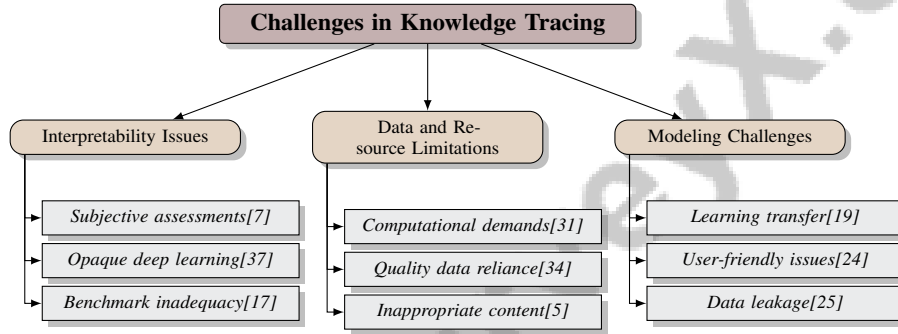 Challenges in Knowledge Tracing
Interpretability Issues
Subjective assessments[7]
Opaque deep learning[37]
Benchmark inadequacy[17]
Data and Re-
source Limitations
Computational demands[31]
Quality data reliance[34]
Inappropriate content[5]
Modeling Challenges
Learning transfer[19]
User-friendly issues[24]
Data leakage[25]